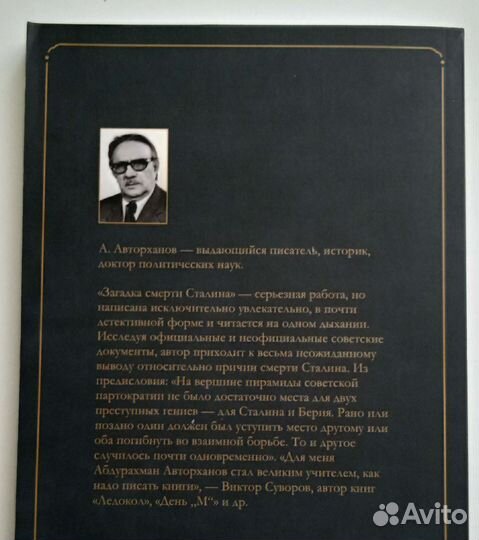 А. Авторханов — выдающийся писатель, историк,
доктор политических наук.
«Загадка смерти Сталина» — серьезная работа, но
написана исключительно увлекательно, в почти
детективной форме и читается на одном дыхании.
Исследуя официальные и неофициальные советские
документы, автор приходит к весьма неожиданному
выводу относительно причин смерти Сталина. Из
предисловия: «На вершине пирамиды советской
партократии не было достаточно места для двух
преступных гениев — для Сталина и Берия. Рано или
поздно один должен был уступить место другому или
оба погибнуть во взаимной борьбе. То и другое
случилось почти одновременно». «Для меня
Абдурахман Авторханов стал великим учителем, как
надо писать книги», — Виктор Суворов, автор книг
«Ледокол», «День „М“» и др.
Avito